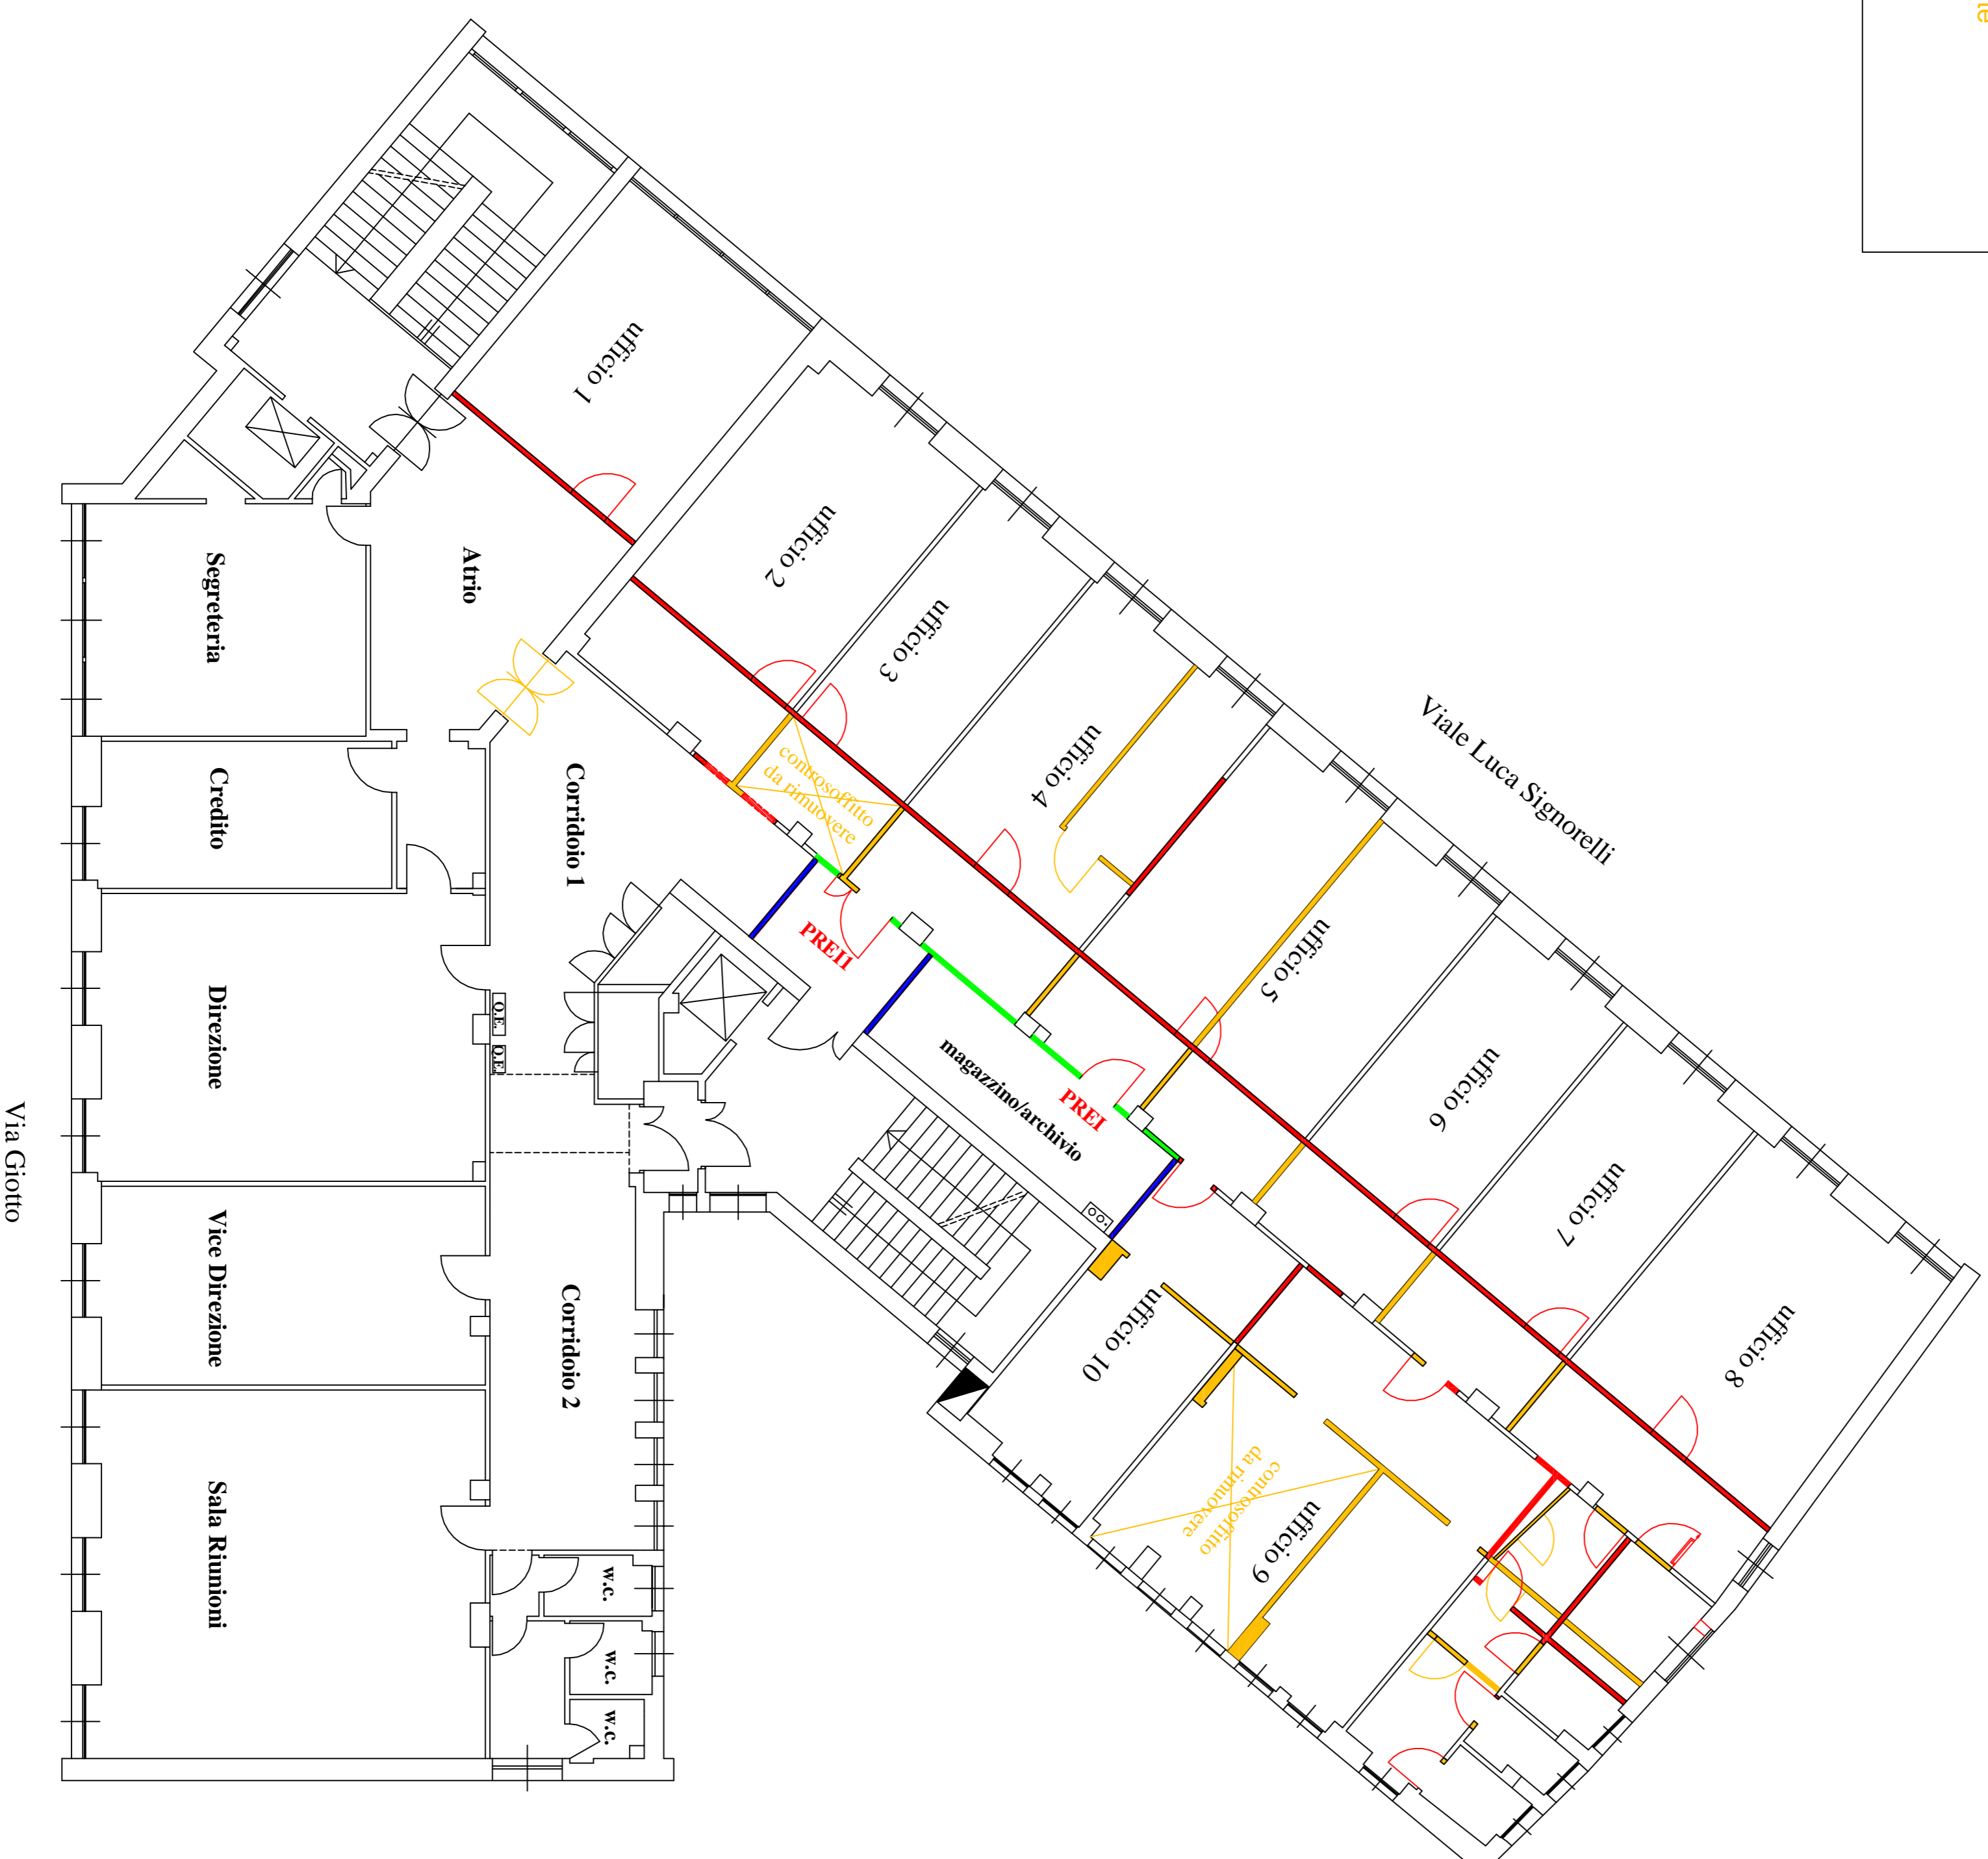 te
ufficio 1
ufficio 2
ufficio 3
ufficio 4
ufficio 5
ufficio 6
ufficio 7
ufficio 8
Viale Luca Signorelli
controsoffitto
da rimuovere
PREI1
PREI
magazzino/archivio
ufficio 10
ufficio 9
controsoffitto
da rimuovere
Atrio
Corridoio 1
Corridoio 2
Segreteria
Credito
Direzione
Vice Direzione
Sala Riunioni
Q.E.
Q.E.
w.c.
w.c.
w.c.
Via Giotto